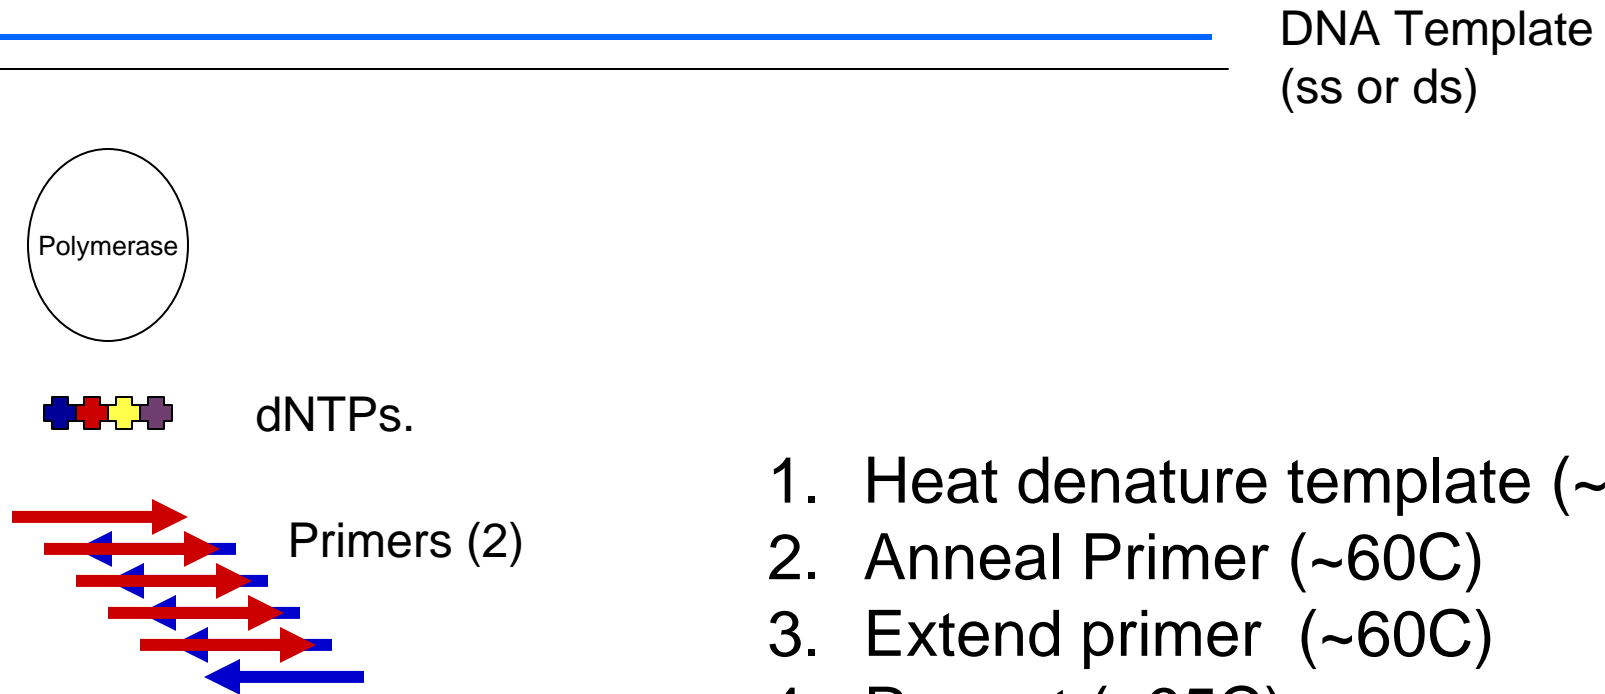 DNA Template
(ss or ds)
Polymerase
dNTPs.
Primers (2)
1. Heat denature template (~
2. Anneal Primer (~60C)
3. Extend primer (~60C)